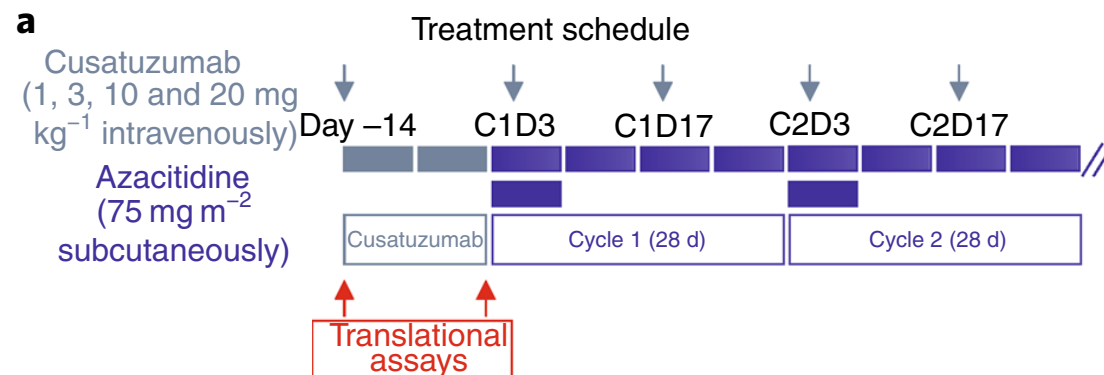 a
Treatment schedule
Cusatuzumab
(1, 3, 10 and 20 mg
kg⁻¹ intravenously)
Day –14
C1D3
C1D17
C2D3
C2D17
Azacitidine
(75 mg m⁻²
subcutaneously)
Cusatuzumab
Cycle 1 (28 d)
Cycle 2 (28 d)
Translational
assays